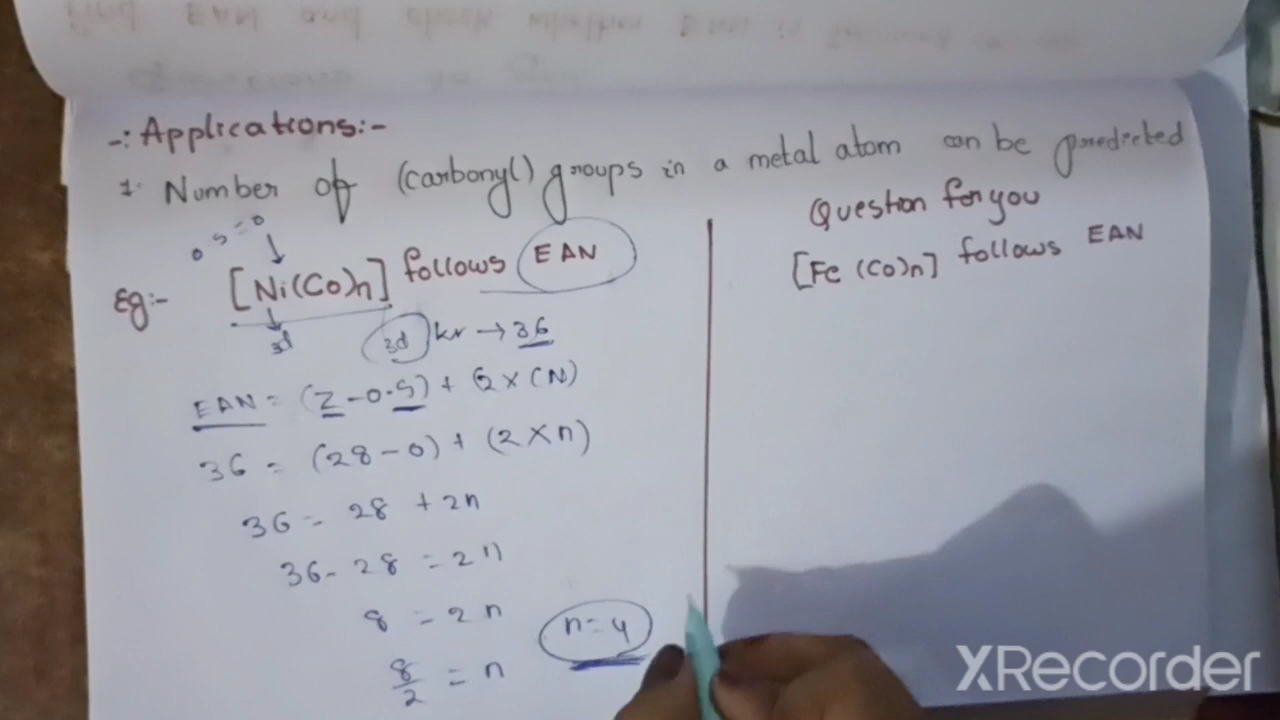 -: Applications:-
1. Number of (carbonyl) groups in a metal atom can be predicted
O S = 0
Eg:- [Ni(Co)n] follows EAN
3d
3d kr → 36
EAN = (Z-O.S) + 2 × (N)
36 = (28-0) + (2 × n)
36 = 28 + 2n
36 - 28 = 2n
8 = 2n
8/2 = n
n = 4
Question for you
[Fe (Co)n] follows EAN
XRecorder